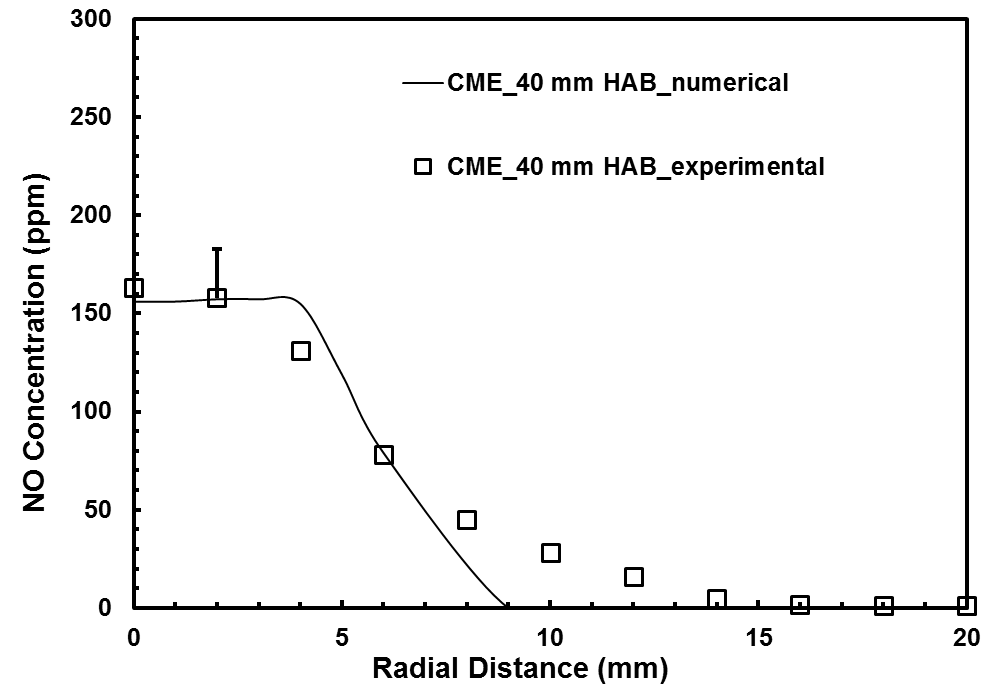 300
250
200
150
100
50
0
NO Concentration (ppm)
CME_40 mm HAB_numerical
CME_40 mm HAB_experimental
0 5 10 15 20
Radial Distance (mm)